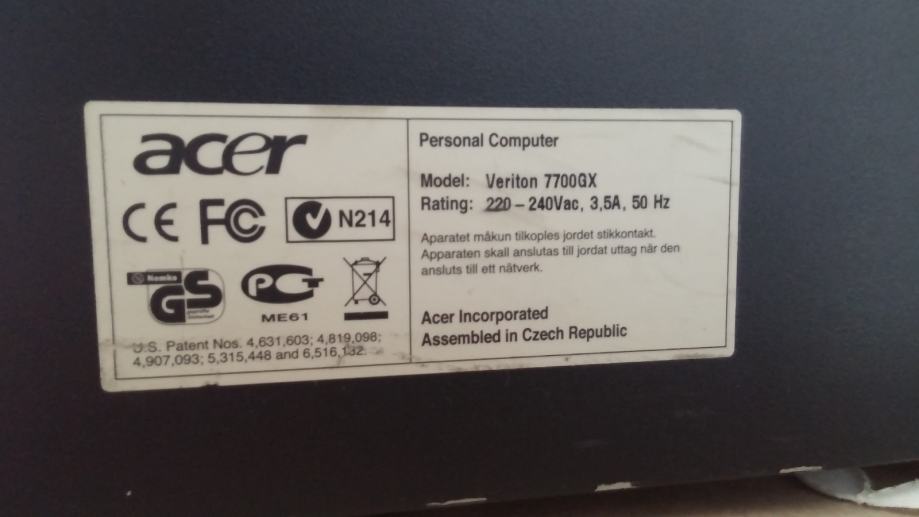 acer
CE FC N214
Nemko
GS
geprüfte
Sicherheit
PCT
ME61
U.S. Patent Nos. 4,631,603; 4,819,098;
4,907,093; 5,315,448 and 6,516,132.
Personal Computer
Model: Veriton 7700GX
Rating: 220 – 240Vac, 3,5A, 50 Hz
Aparatet måkun tilkoples jordet stikkontakt.
Apparaten skall anslutas till jordat uttag når den
ansluts till ett nätverk.
Acer Incorporated
Assembled in Czech Republic